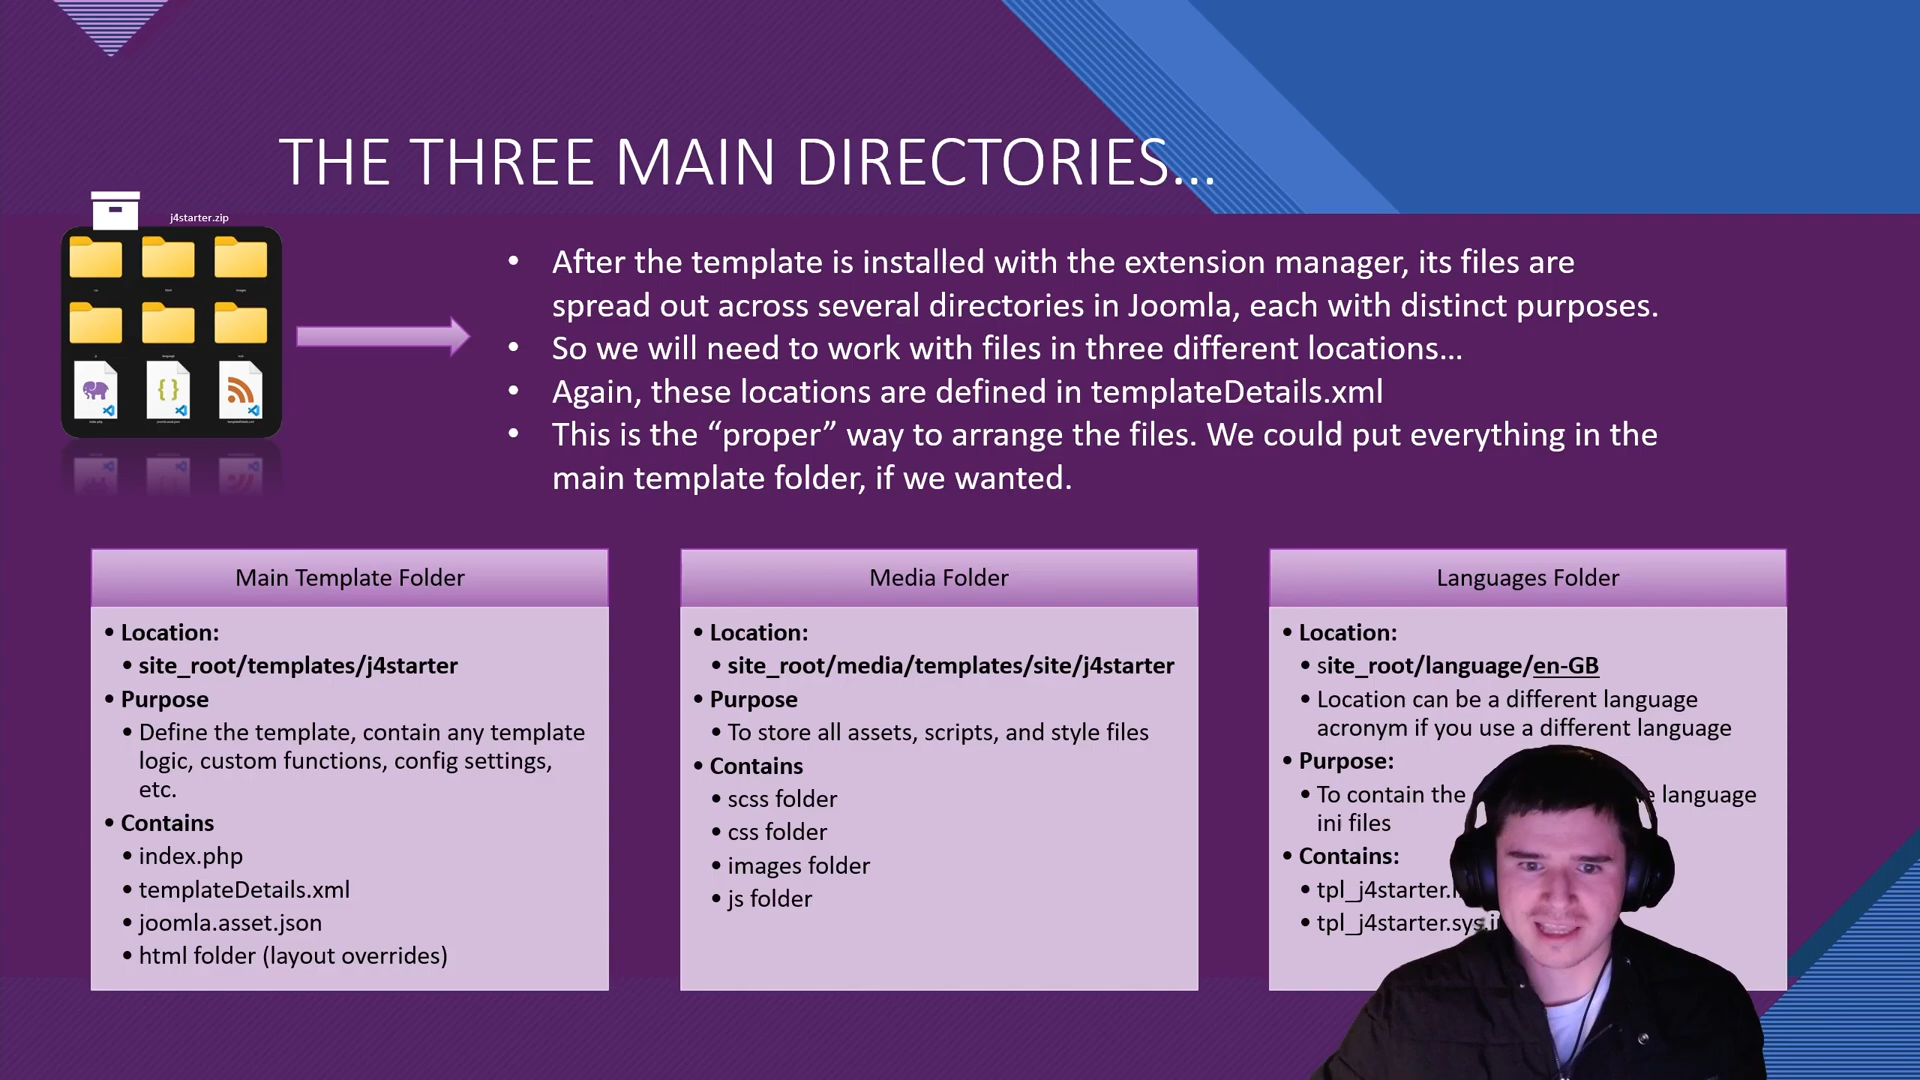 THE THREE MAIN DIRECTORIES...
j4starter.zip
• After the template is installed with the extension manager, its files are
spread out across several directories in Joomla, each with distinct purposes.
• So we will need to work with files in three different locations...
• Again, these locations are defined in templateDetails.xml
• This is the “proper” way to arrange the files. We could put everything in the
main template folder, if we wanted.
Main Template Folder
• Location:
• site_root/templates/j4starter
• Purpose
• Define the template, contain any template
logic, custom functions, config settings,
etc.
• Contains
• index.php
• templateDetails.xml
• joomla.asset.json
• html folder (layout overrides)
Media Folder
• Location:
• site_root/media/templates/site/j4starter
• Purpose
• To store all assets, scripts, and style files
• Contains
• scss folder
• css folder
• images folder
• js folder
Languages Folder
• Location:
• site_root/language/en-GB
• Location can be a different language
acronym if you use a different language
• Purpose:
• To contain the language
ini files
• Contains:
• tpl_j4starter.
• tpl_j4starter.sys.i